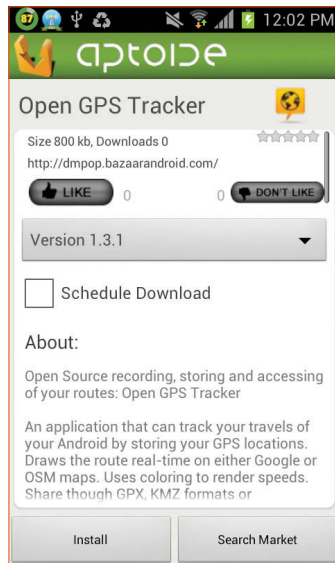 87
12:02 PM
aptoide
Open GPS Tracker
Size 800 kb, Downloads 0
http://dmpop.bazaarandroid.com/
LIKE 0 0 DON'T LIKE
Version 1.3.1
Schedule Download
About:
Open Source recording, storing and accessing
of your routes: Open GPS Tracker
An application that can track your travels of
your Android by storing your GPS locations.
Draws the route real-time on either Google or
OSM maps. Uses coloring to render speeds.
Share though GPX, KMZ formats or
Install Search Market